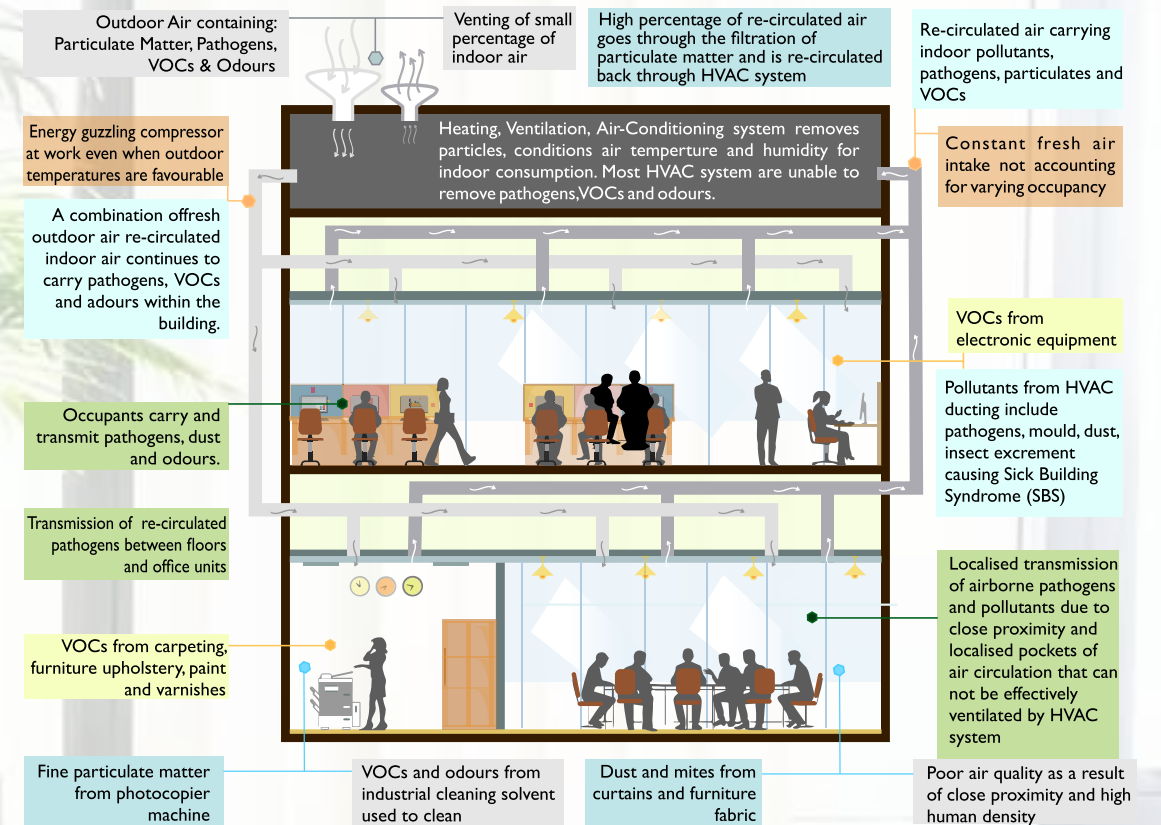 Outdoor Air containing:
Particulate Matter, Pathogens,
VOCs & Odours
Venting of small
percentage of
indoor air
High percentage of re-circulated air
goes through the filtration of
particulate matter and is re-circulated
back through HVAC system
Re-circulated air carrying
indoor pollutants,
pathogens, particulates and
VOCs
Energy guzzling compressor
at work even when outdoor
temperatures are favourable
Heating, Ventilation, Air-Conditioning system removes
particles, conditions air temperture and humidity for
indoor consumption. Most HVAC system are unable to
remove pathogens,VOCs and odours.
Constant fresh air
intake not accounting
for varying occupancy
A combination offresh
outdoor air re-circulated
indoor air continues to
carry pathogens, VOCs
and adours within the
building.
VOCs from
electronic equipment
Occupants carry and
transmit pathogens, dust
and odours.
Pollutants from HVAC
ducting include
pathogens, mould, dust,
insect excrement
causing Sick Building
Syndrome (SBS)
Transmission of re-circulated
pathogens between floors
and office units
Localised transmission
of airborne pathogens
and pollutants due to
close proximity and
localised pockets of
air circulation that can
not be effectively
ventilated by HVAC
system
VOCs from carpeting,
furniture upholstery, paint
and varnishes
Fine particulate matter
from photocopier
machine
VOCs and odours from
industrial cleaning solvent
used to clean
Dust and mites from
curtains and furniture
fabric
Poor air quality as a result
of close proximity and high
human density